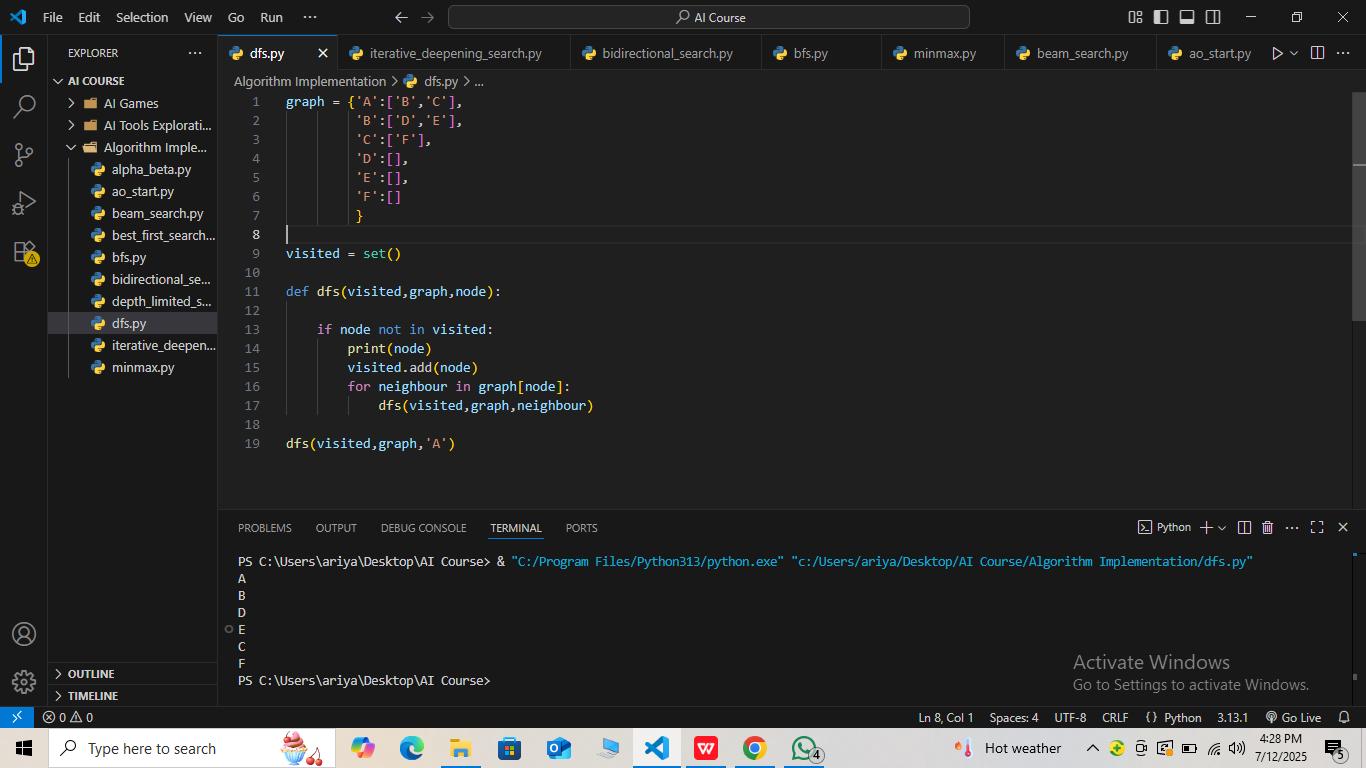 File Edit Selection View Go Run ··· AI Course
EXPLORER ···
AI COURSE
AI Games
AI Tools Explorati...
Algorithm Imple...
alpha_beta.py
ao_start.py
beam_search.py
best_first_search...
bfs.py
bidirectional_se...
depth_limited_s...
dfs.py
iterative_deepen...
minmax.py
OUTLINE
TIMELINE
dfs.py iterative_deepening_search.py bidirectional_search.py bfs.py minmax.py beam_search.py ao_start.py ···
Algorithm Implementation > dfs.py > ...
1 graph = {'A':['B','C'],
2 'B':['D','E'],
3 'C':['F'],
4 'D':[],
5 'E':[],
6 'F':[]
7 }
8
9 visited = set()
10
11 def dfs(visited,graph,node):
12
13 if node not in visited:
14 print(node)
15 visited.add(node)
16 for neighbour in graph[node]:
17 dfs(visited,graph,neighbour)
18
19 dfs(visited,graph,'A')
PROBLEMS OUTPUT DEBUG CONSOLE TERMINAL PORTS Python ···
PS C:\Users\ariya\Desktop\AI Course> & "C:/Program Files/Python313/python.exe" "c:/Users/ariya/Desktop/AI Course/Algorithm Implementation/dfs.py"
A
B
D
E
C
F
PS C:\Users\ariya\Desktop\AI Course>
Activate Windows
Go to Settings to activate Windows.
0 0 Ln 8, Col 1 Spaces: 4 UTF-8 CRLF {} Python 3.13.1 Go Live
Type here to search Hot weather 4:28 PM
4 7/12/2025 5